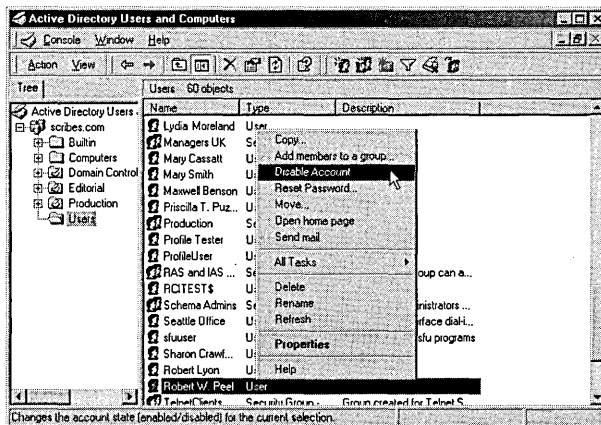 Active Directory Users and Computers
Console Window Help
Action View
Tree
Users 60 objects
Active Directory Users
scribes.com
Builtin
Computers
Domain Control
Editorial
Production
Users
Name Type Description
Lydia Moreland User
Managers UK Se
Mary Cassatt U
Mary Smith U
Maxwell Benson U
Priscilla T. Puz... U
Production Se
Profile Tester U
ProfileUser U
RAS and IAS ... Se oup can a...
RCITEST$ U
Schema Admins Se inistrators ...
Seattle Office U rface dial-i...
sfuuser U sfu programs
Sharon Crawf... U
Robert Lyon U
Robert W. Peel User
TelnetClients Security Group - Group created for Telnet S...
Copy...
Add members to a group...
Disable Account
Reset Password...
Move...
Open home page
Send mail
All Tasks
Delete
Rename
Refresh
Properties
Help
Changes the account state (enabled/disabled) for the current selection.